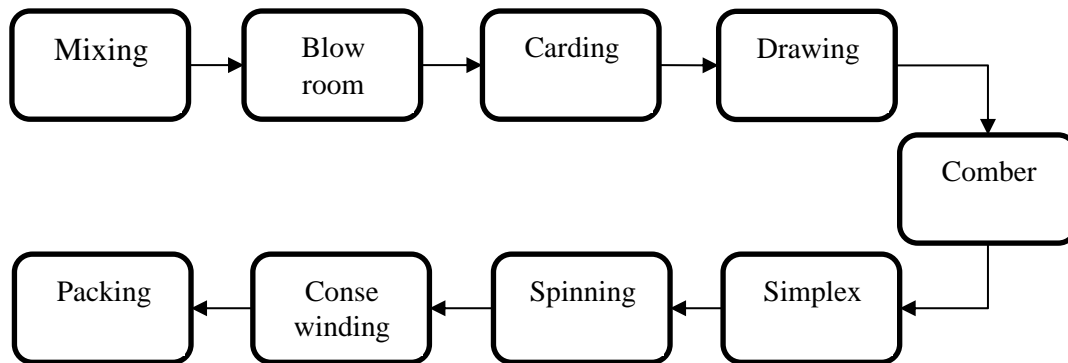 Mixing
Blow
room
Carding
Drawing
Comber
Simplex
Spinning
Conse
winding
Packing